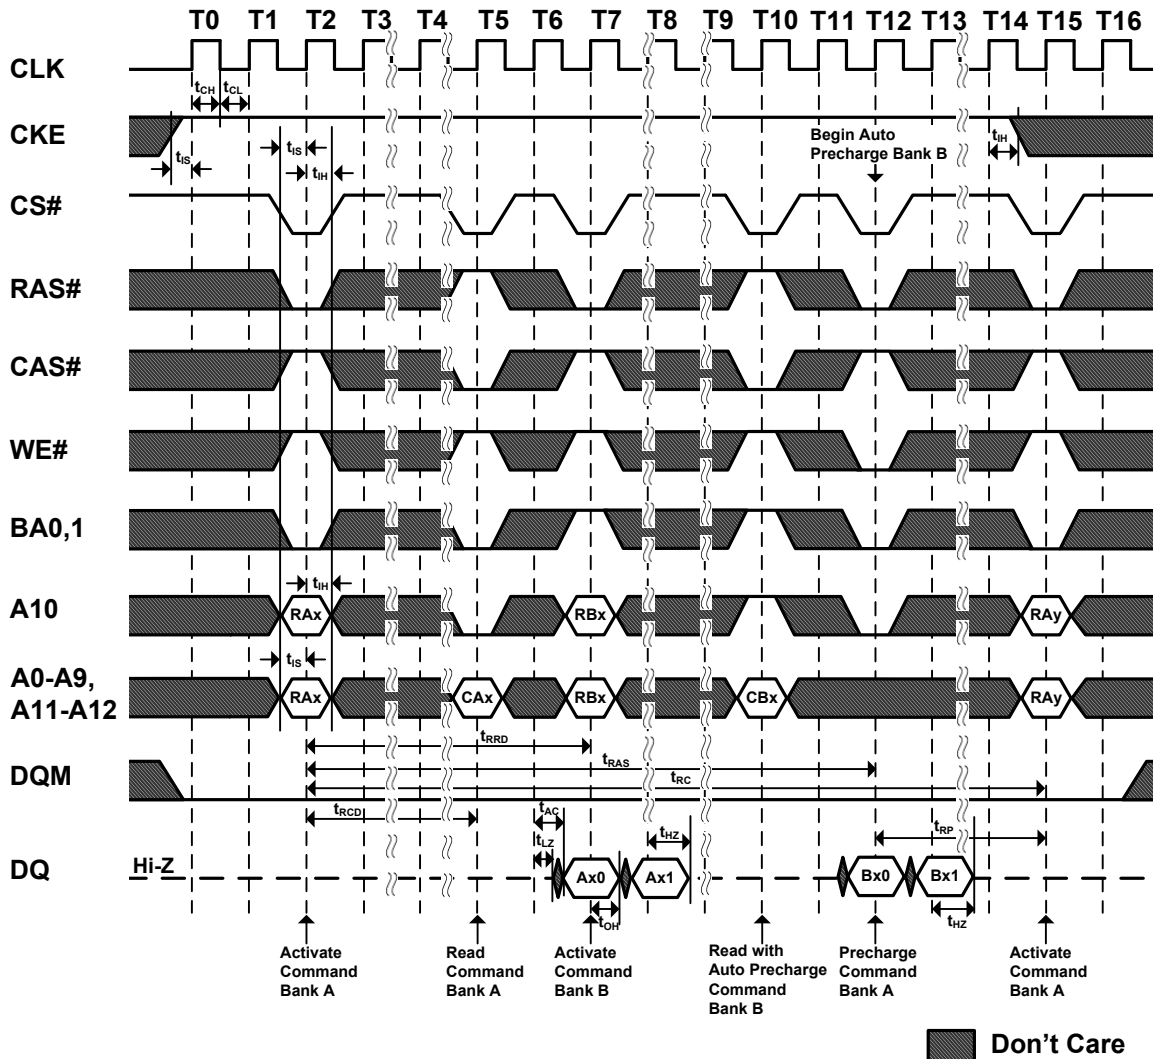 T0 T1 T2 T3 T4 T5 T6 T7 T8 T9 T10 T11 T12 T13 T14 T15 T16
CLK
tCH tCL
CKE
tIS tIS tIH
Begin Auto
Precharge Bank B
tIH
CS#
RAS#
CAS#
WE#
BA0,1
tIH
A10
RAx RBx RAy
tIS
A0-A9,
A11-A12
RAx CAx RBx CBx RAy
tRRD
tRAS
tRC
DQM
tRCD
tAC
tLZ
tHZ
tRP
DQ
Hi-Z
Ax0 Ax1 Bx0 Bx1
tOH
tHZ
Activate
Command
Bank A
Read
Command
Bank A
Activate
Command
Bank B
Read with
Auto Precharge
Command
Bank B
Precharge
Command
Bank A
Activate
Command
Bank A
Don't Care